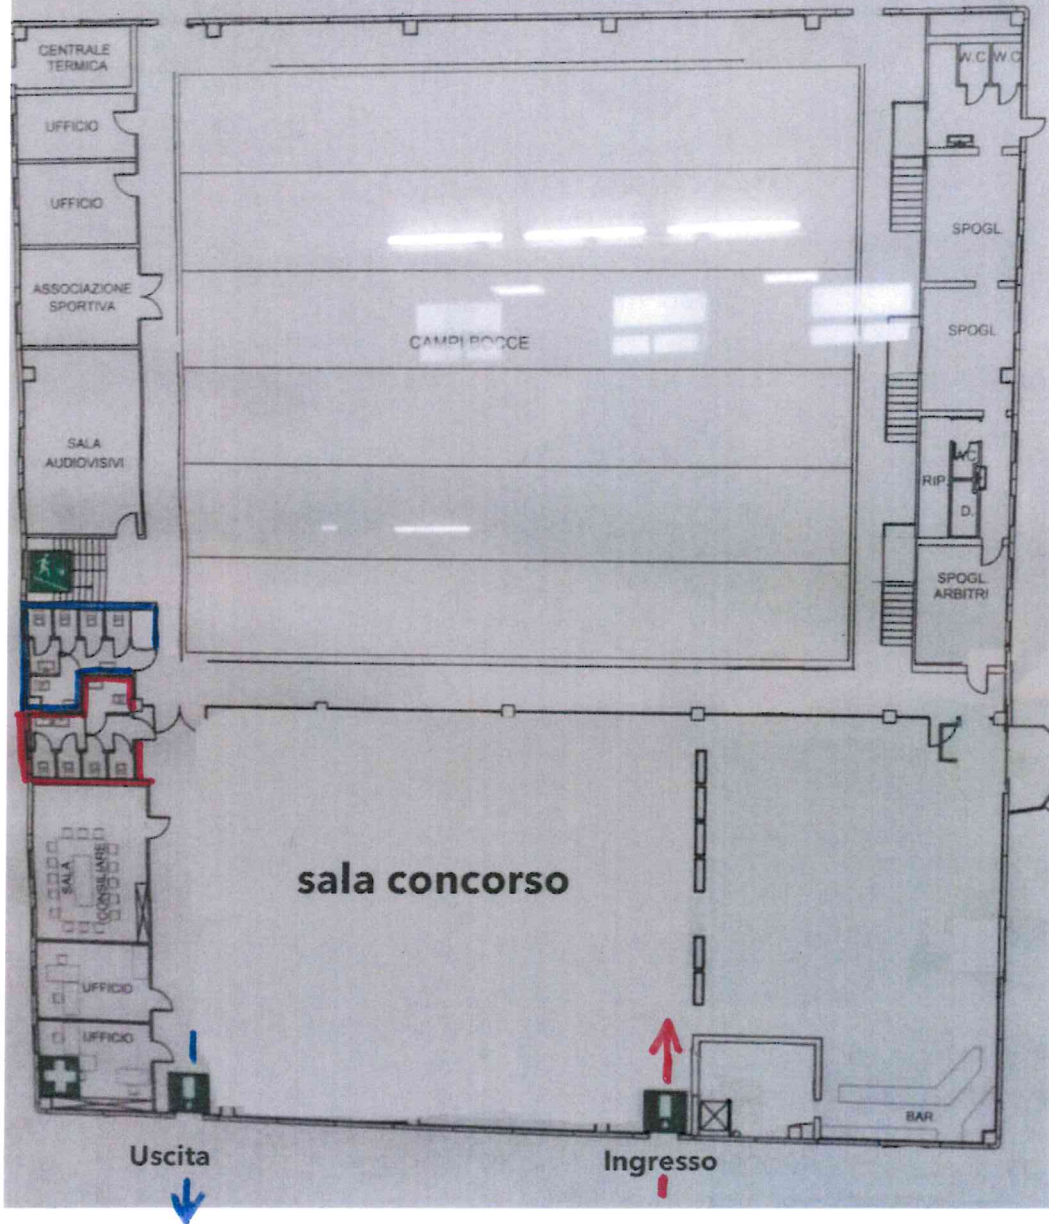 CENTRALE
TERMICA
W.C
W.C
UFFICIO
UFFICIO
SPOGL
ASSOCIAZIONE
SPORTIVA
SPOGL
CAMPI BOCCE
SALA
AUDIOVISIVI
W.C
RIP.
D.
SPOGL.
ARBITRI
SALA
CONSILIARE
sala concorso
UFFICIO
UFFICIO
BAR
Uscita
Ingresso